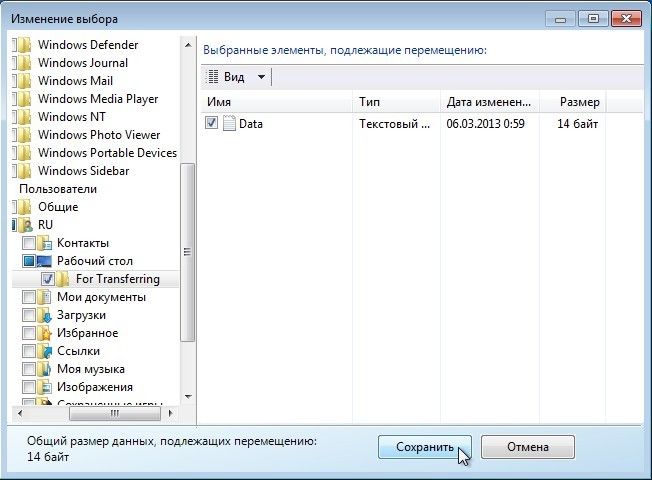 Изменение выбора
Windows Defender
Windows Journal
Windows Mail
Windows Media Player
Windows NT
Windows Photo Viewer
Windows Portable Devices
Windows Sidebar
Пользователи
Общие
RU
Контакты
Рабочий стол
For Transferring
Мои документы
Загрузки
Избранное
Ссылки
Моя музыка
Изображения
Сохраненные игры
Выбранные элементы, подлежащие перемещению:
Вид
Имя Тип Дата изменен... Размер
Data Текстовый ... 06.03.2013 0:59 14 байт
Общий размер данных, подлежащих перемещению:
14 байт
Сохранить Отмена